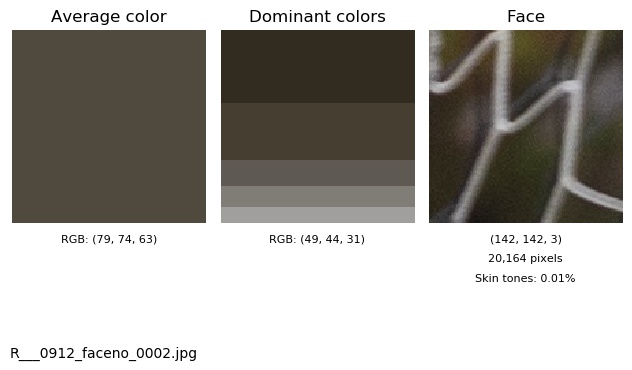 Average color
Dominant colors
Face
RGB: (79, 74, 63)
RGB: (49, 44, 31)
(142, 142, 3)
20,164 pixels
Skin tones: 0.01%
R___0912_faceno_0002.jpg